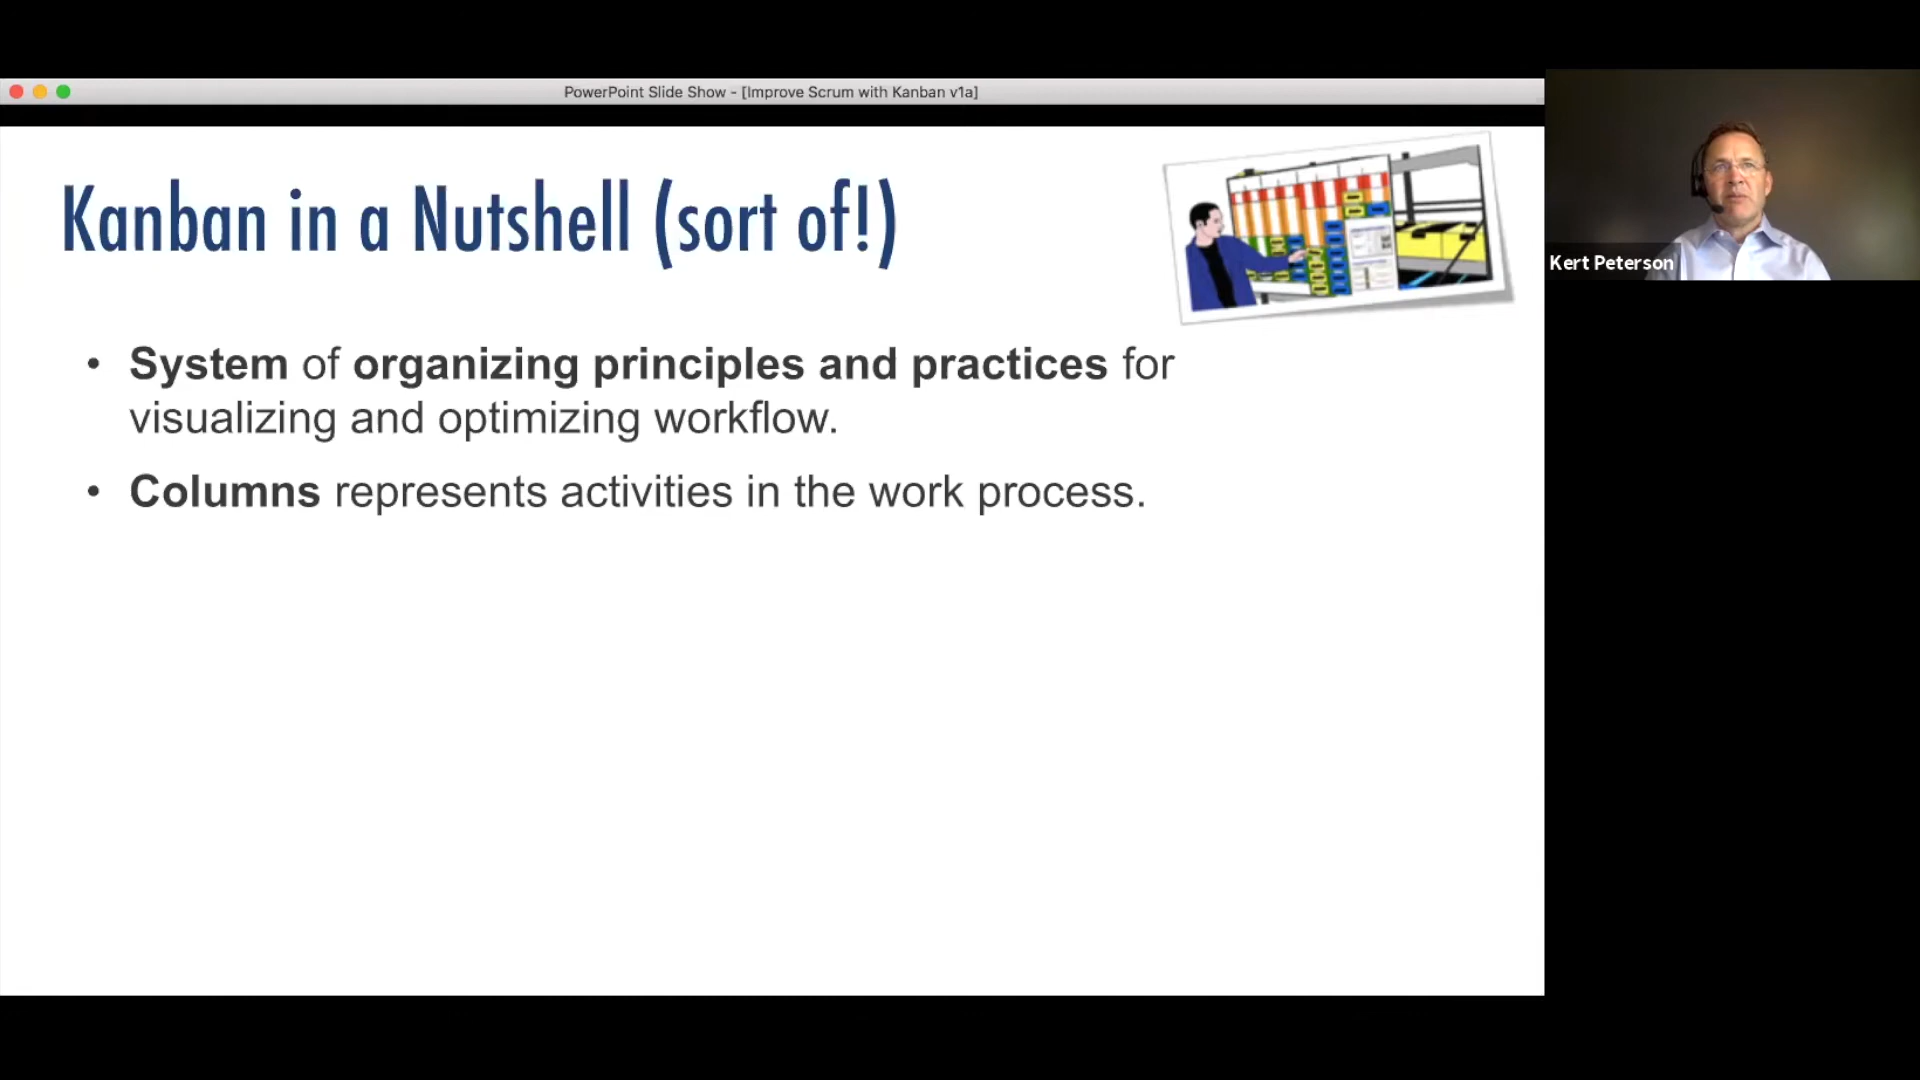 PowerPoint Slide Show - [Improve Scrum with Kanban v1a]
Kanban in a Nutshell (sort of!)
• System of organizing principles and practices for
visualizing and optimizing workflow.
• Columns represents activities in the work process.
Kert Peterson